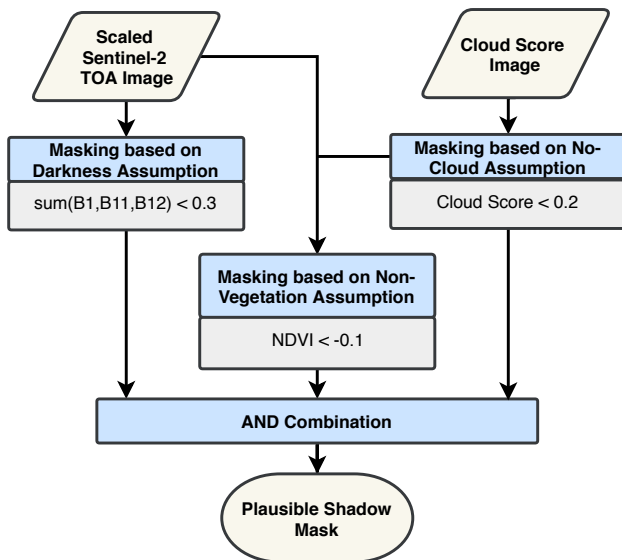 Scaled
Sentinel-2
TOA Image
Cloud Score
Image
Masking based on
Darkness Assumption
sum(B1,B11,B12) < 0.3
Masking based on No-
Cloud Assumption
Cloud Score < 0.2
Masking based on Non-
Vegetation Assumption
NDVI < -0.1
AND Combination
Plausible Shadow
Mask